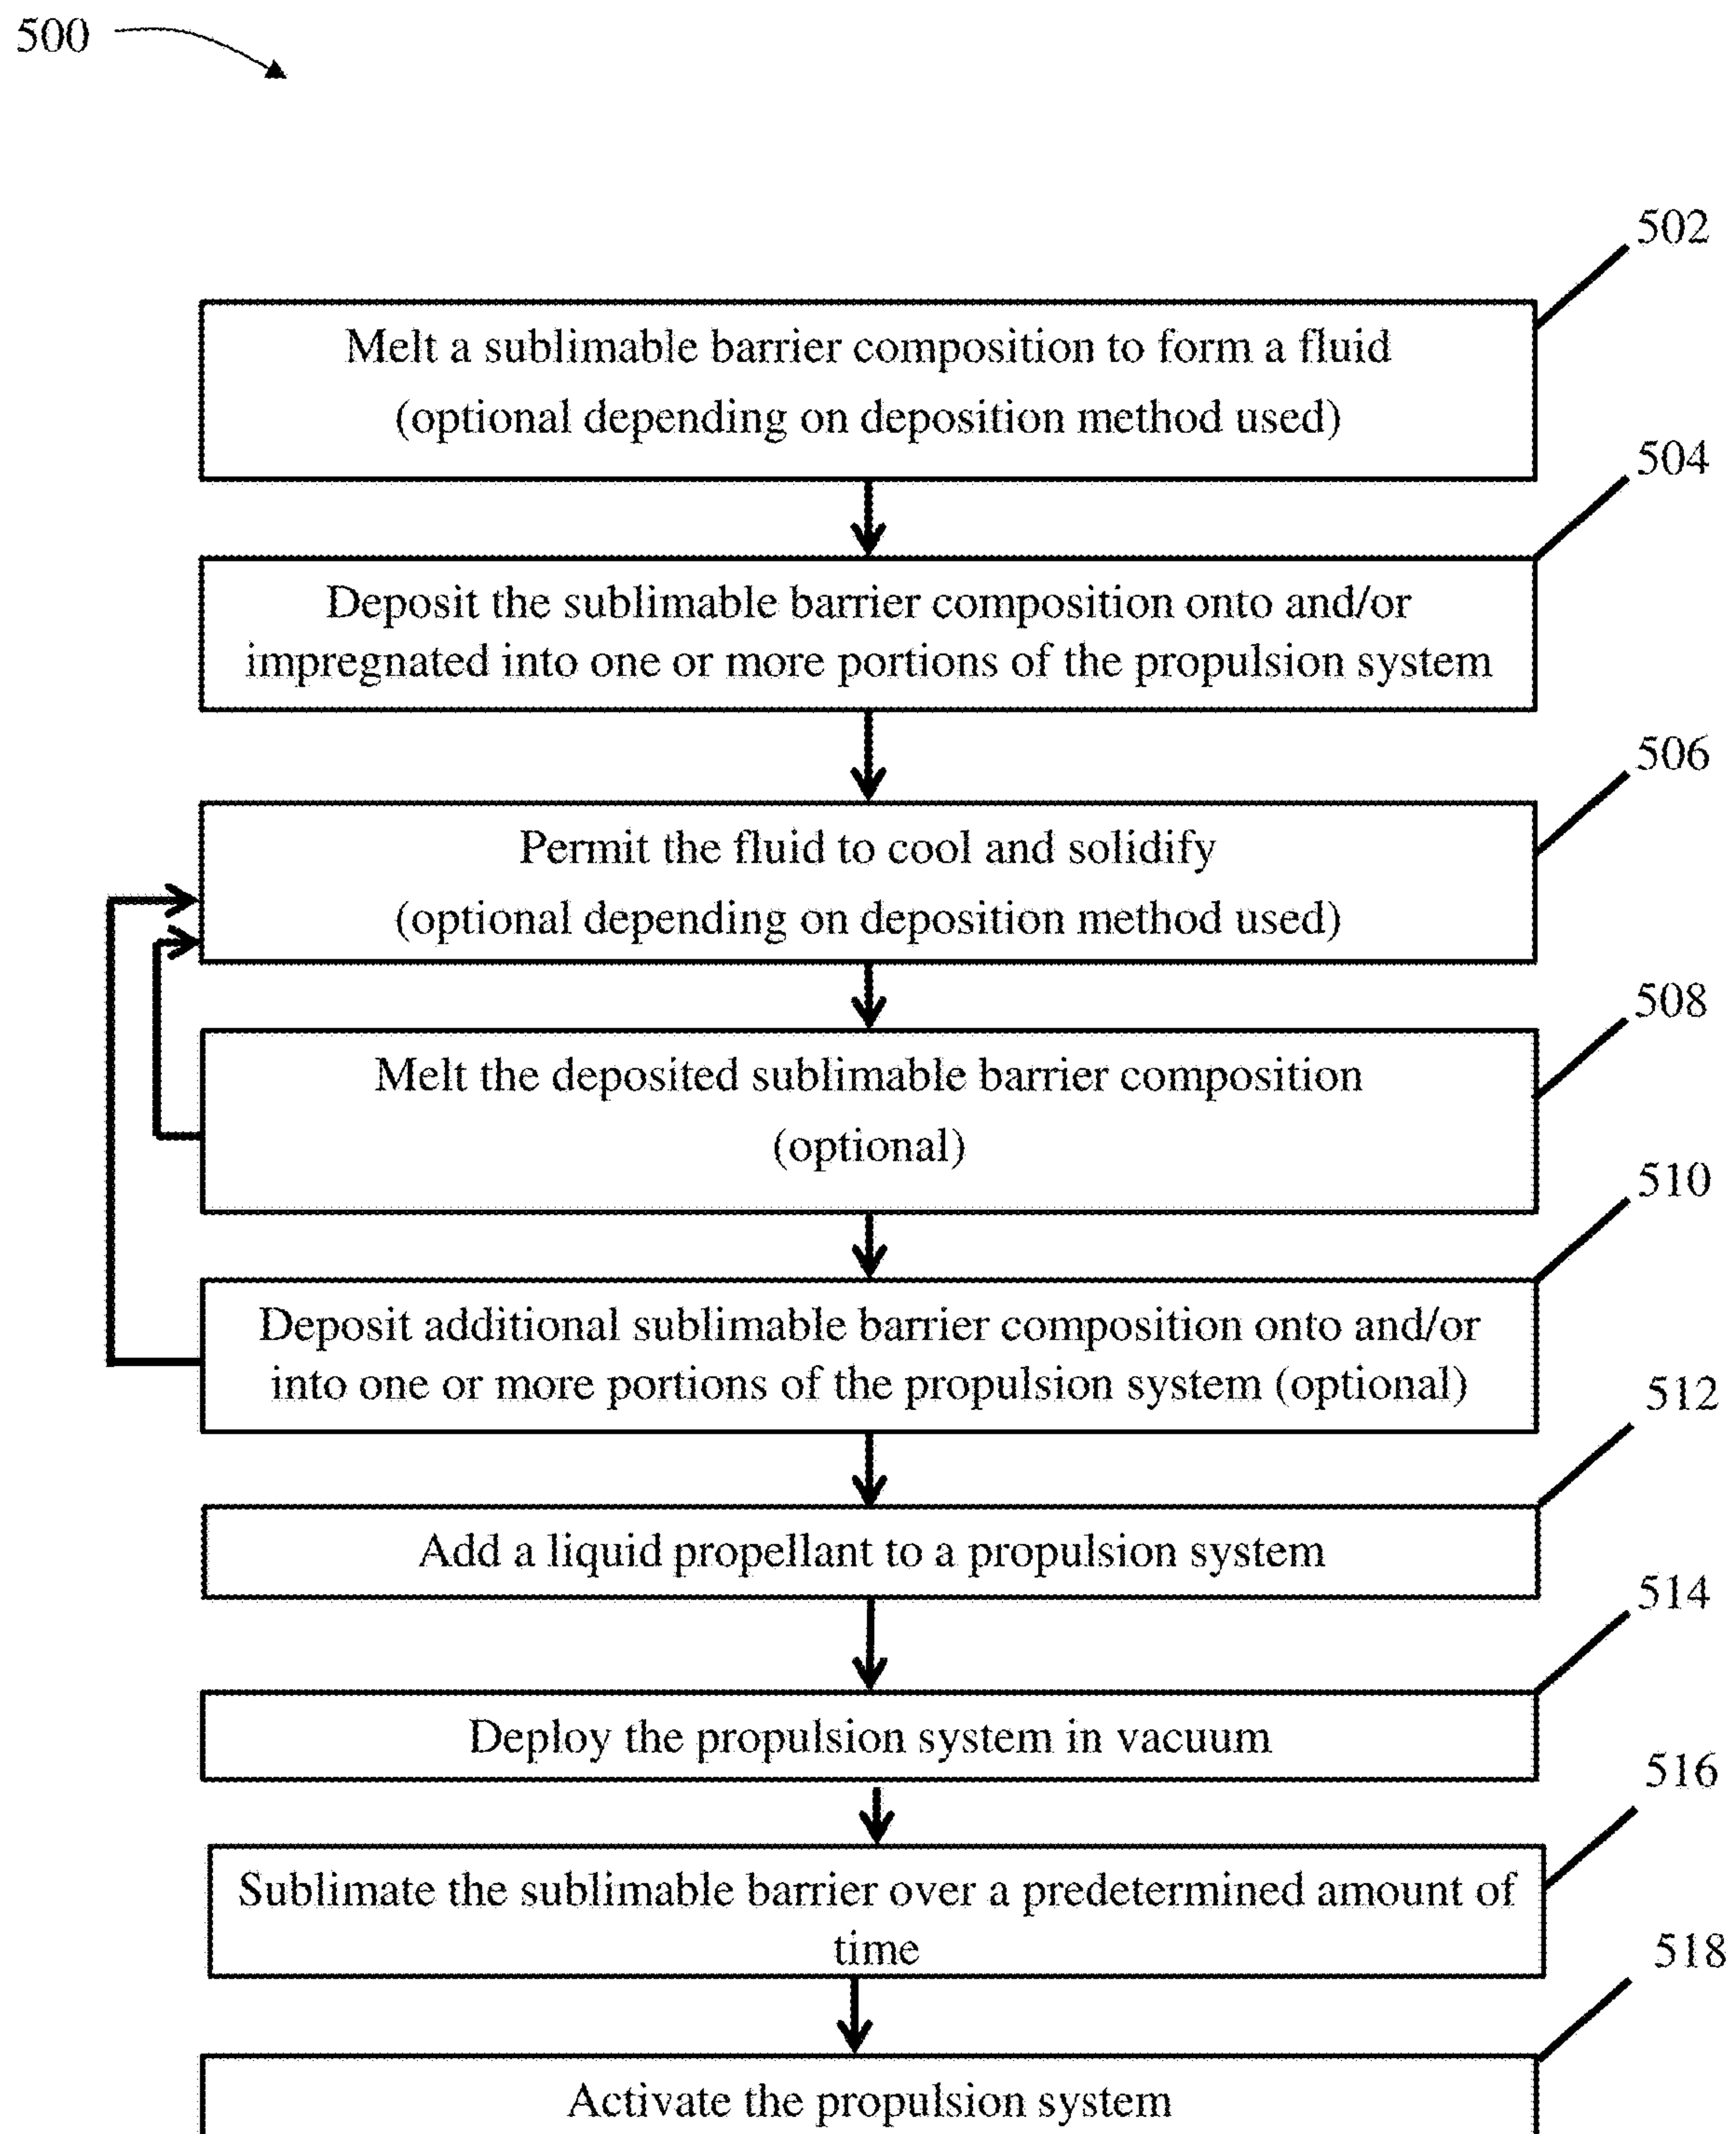 500
502
Melt a sublimable barrier composition to form a fluid
(optional depending on deposition method used)
504
Deposit the sublimable barrier composition onto and/or
impregnated into one or more portions of the propulsion system
506
Permit the fluid to cool and solidify
(optional depending on deposition method used)
508
Melt the deposited sublimable barrier composition
(optional)
510
Deposit additional sublimable barrier composition onto and/or
into one or more portions of the propulsion system (optional)
512
Add a liquid propellant to a propulsion system
514
Deploy the propulsion system in vacuum
516
Sublimate the sublimable barrier over a predetermined amount of
time
518
Activate the propulsion system